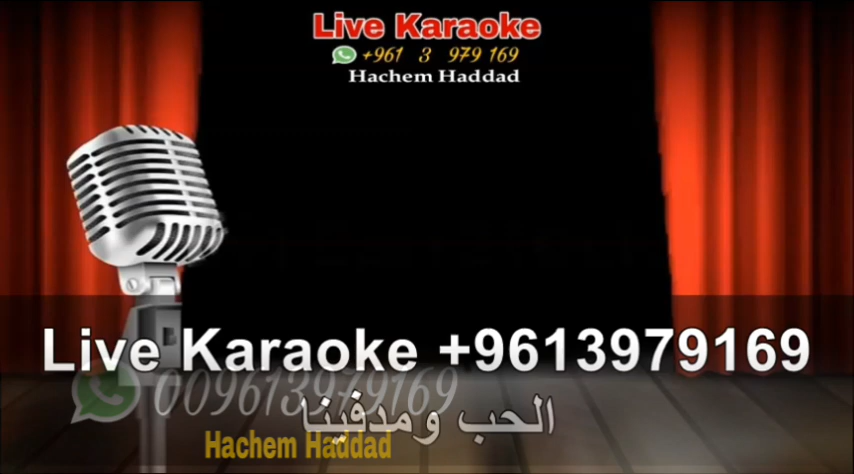 Live Karaoke
+961 3 979 169
Hachem Haddad
Live Karaoke +9613979169
009613979169
الحب ومدفينا
Hachem Haddad